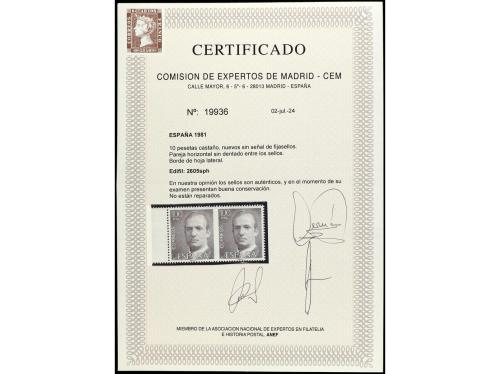 CERTIFICADO
COMISION DE EXPERTOS DE MADRID - CEM
CALLE MAYOR, 6 - 5º- 6 - 28013 MADRID - ESPAÑA
Nº: 19936 02-jul.-24
ESPAÑA 1981
10 pesetas castaño, nuevos sin señal de fijasellos.
Pareja horizontal sin dentado entre los sellos.
Borde de hoja lateral.
Edifil: 2605sph
En nuestra opinión los sellos son auténticos, y en el momento de su
examen presentan buena conservación.
No están reparados.
ESPAÑA ESPAÑA
MIEMBRO DE LA ASOCIACION NACIONAL DE EXPERTOS EN FILATELIA
E HISTORIA POSTAL. ANEF